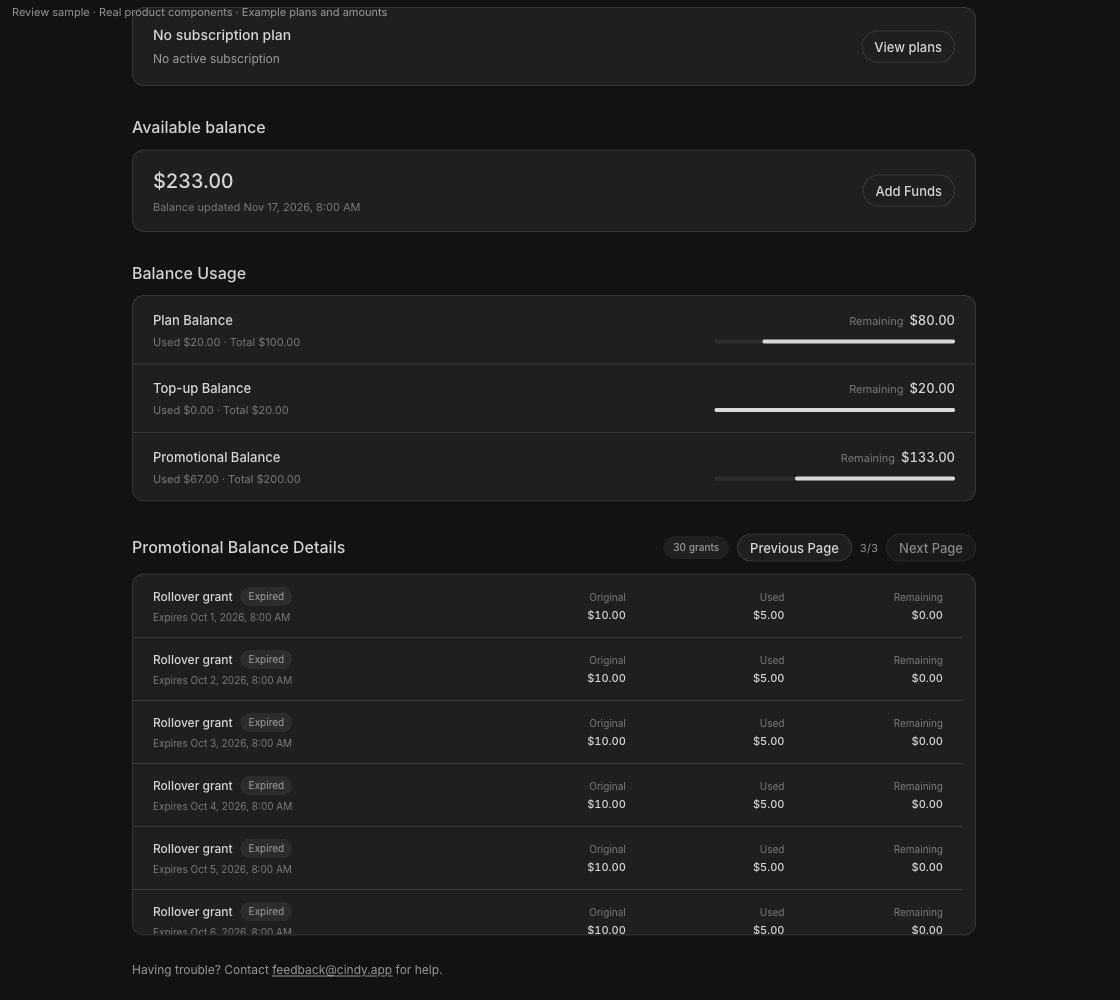 Review sample · Real product components · Example plans and amounts
No subscription plan
No active subscription
View plans
Available balance
$233.00
Balance updated Nov 17, 2026, 8:00 AM
Add Funds
Balance Usage
Plan Balance
Used $20.00 · Total $100.00
Remaining $80.00
Top-up Balance
Used $0.00 · Total $20.00
Remaining $20.00
Promotional Balance
Used $67.00 · Total $200.00
Remaining $133.00
Promotional Balance Details
30 grants
Previous Page
3/3
Next Page
Rollover grant Expired
Expires Oct 1, 2026, 8:00 AM
Original Used Remaining
$10.00 $5.00 $0.00
Rollover grant Expired
Expires Oct 2, 2026, 8:00 AM
Original Used Remaining
$10.00 $5.00 $0.00
Rollover grant Expired
Expires Oct 3, 2026, 8:00 AM
Original Used Remaining
$10.00 $5.00 $0.00
Rollover grant Expired
Expires Oct 4, 2026, 8:00 AM
Original Used Remaining
$10.00 $5.00 $0.00
Rollover grant Expired
Expires Oct 5, 2026, 8:00 AM
Original Used Remaining
$10.00 $5.00 $0.00
Rollover grant Expired
Expires Oct 6, 2026, 8:00 AM
Original Used Remaining
$10.00 $5.00 $0.00
Having trouble? Contact feedback@cindy.app for help.